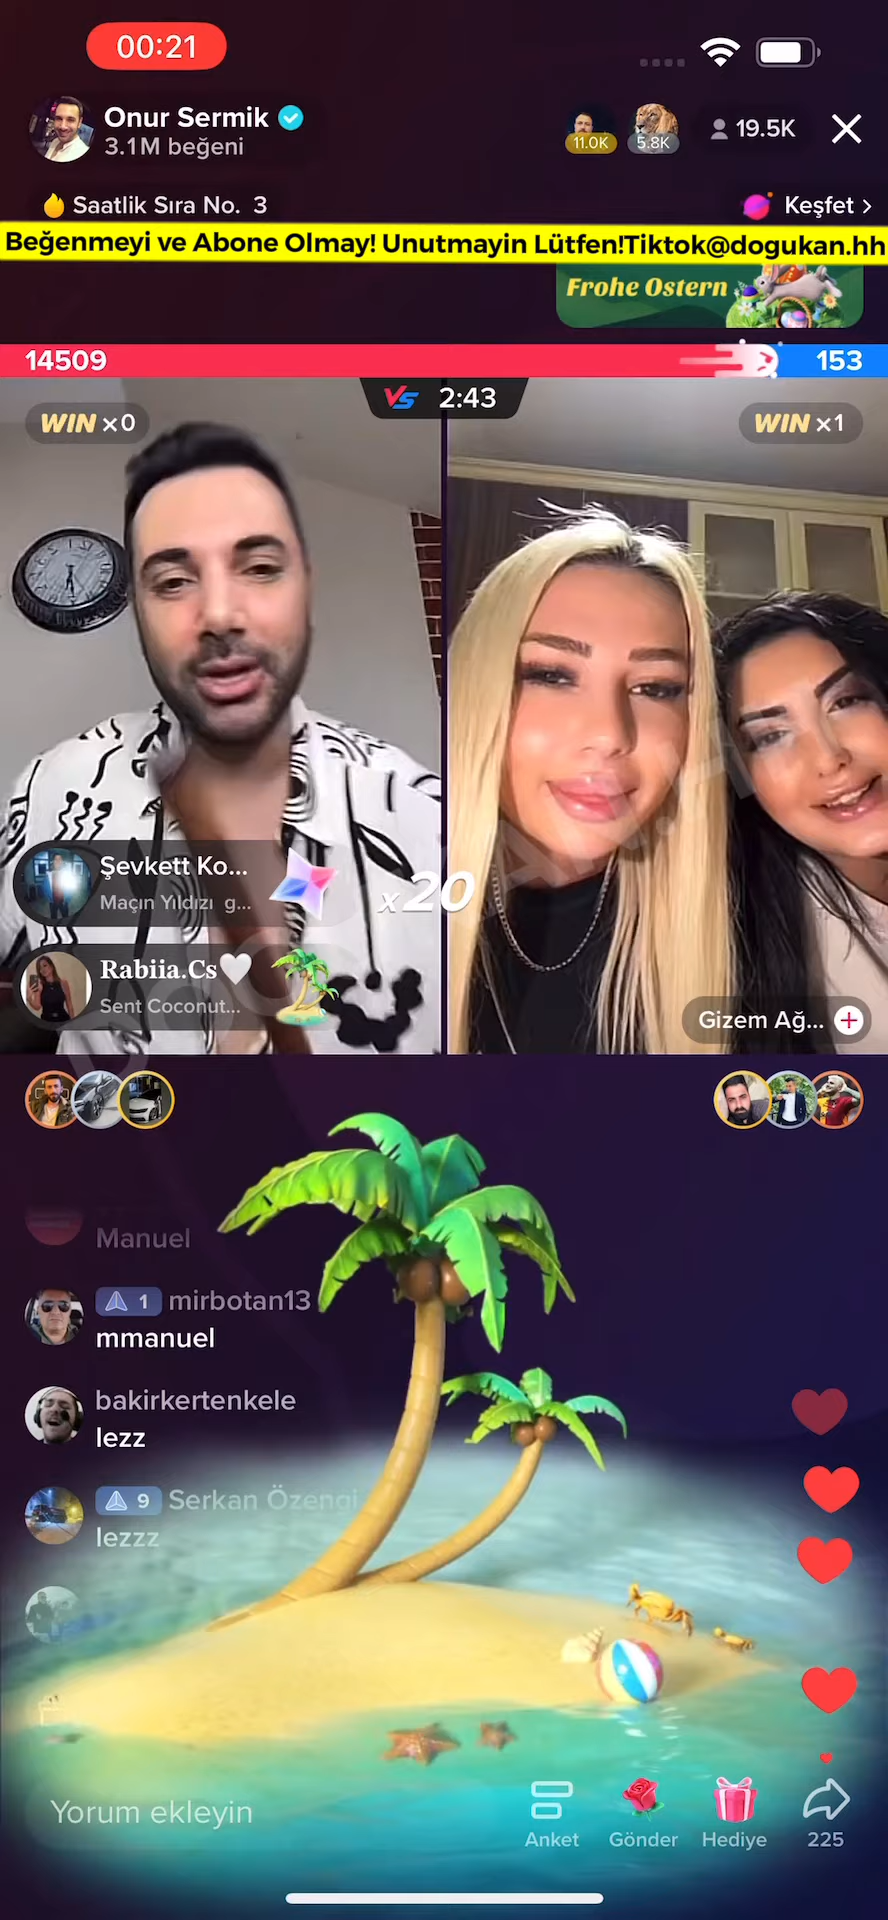 00:21
Onur Sermik
3.1M beğeni
11.0K
5.8K
19.5K
Saatlik Sıra No. 3
Keşfet
Beğenmeyi ve Abone Olmay! Unutmayin Lütfen!Tiktok@dogukan.hh
Frohe Ostern
14509
153
VS 2:43
WIN x0
WIN x1
Şevkett Ko...
Maçın Yıldızı g...
x20
Rabiia.Cs
Sent Coconut...
Gizem Ağ...
Manuel
1 mirbotan13
mmanuel
bakirkertenkele
lezz
9 Serkan Özengi
lezzz
Yorum ekleyin
Anket
Gönder
Hediye
225